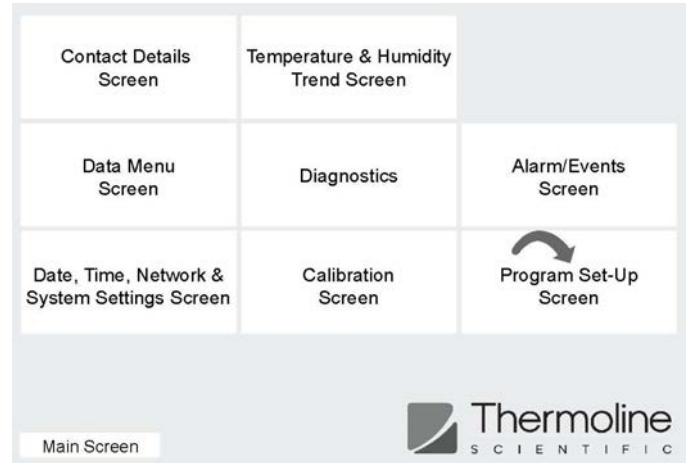 Contact Details
Screen
Temperature & Humidity
Trend Screen
Data Menu
Screen
Diagnostics
Alarm/Events
Screen
Date, Time, Network &
System Settings Screen
Calibration
Screen
Program Set-Up
Screen
Main Screen
Thermoline
SCIENTIFIC